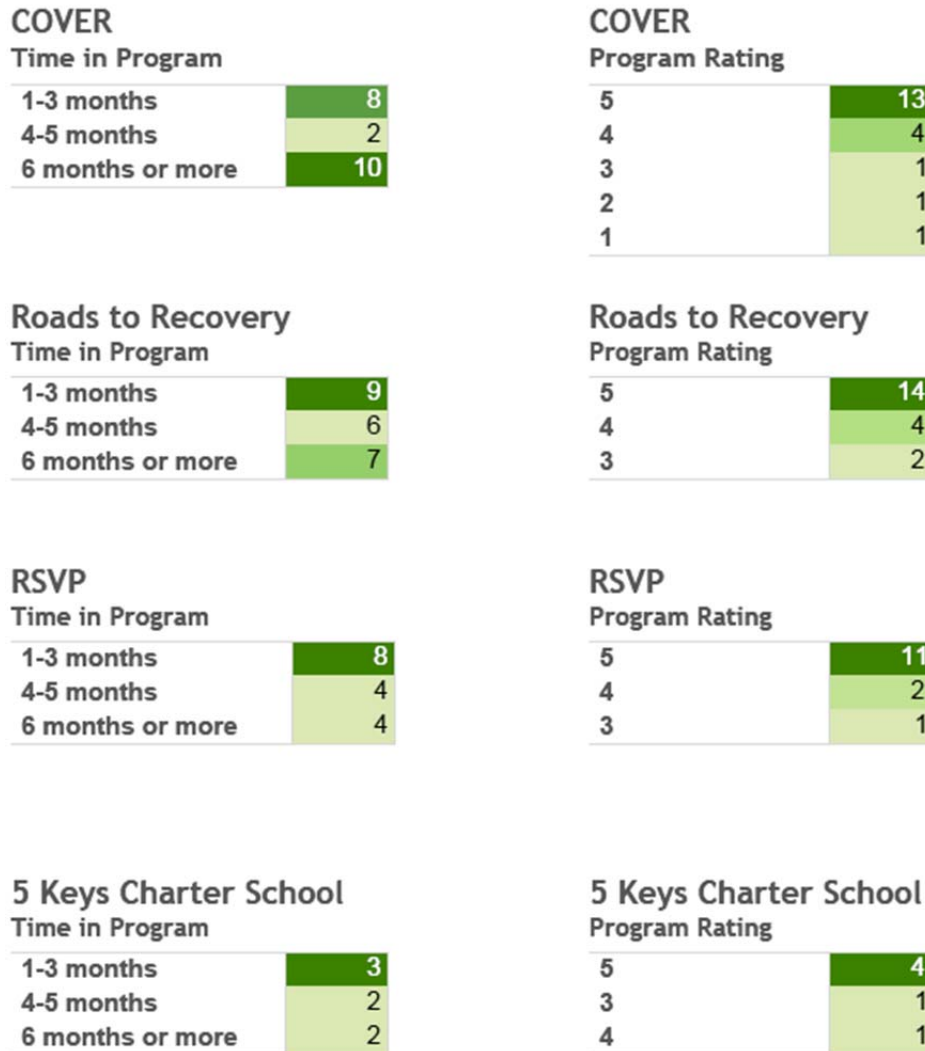 COVER
Time in Program
1-3 months 8
4-5 months 2
6 months or more 10
COVER
Program Rating
5 13
4 4
3 1
2 1
1 1
Roads to Recovery
Time in Program
1-3 months 9
4-5 months 6
6 months or more 7
Roads to Recovery
Program Rating
5 14
4 4
3 2
RSVP
Time in Program
1-3 months 8
4-5 months 4
6 months or more 4
RSVP
Program Rating
5 11
4 2
3 1
5 Keys Charter School
Time in Program
1-3 months 3
4-5 months 2
6 months or more 2
5 Keys Charter School
Program Rating
5 4
3 1
4 1